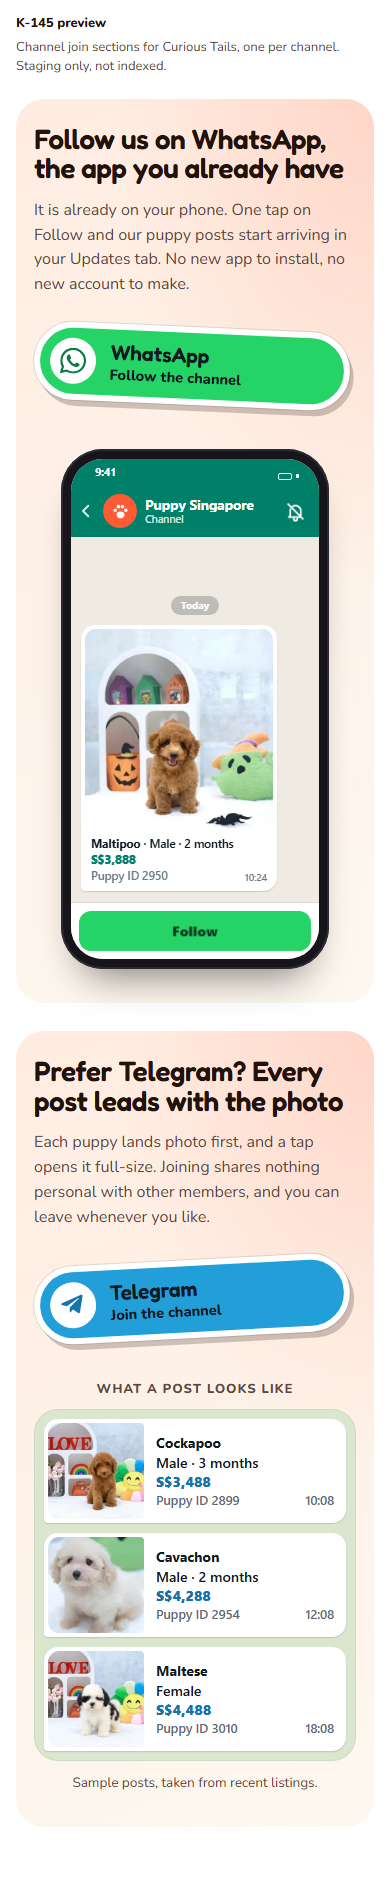 K-145 preview
Channel join sections for Curious Tails, one per channel.
Staging only, not indexed.
Follow us on WhatsApp,
the app you already have
It is already on your phone. One tap on
Follow and our puppy posts start arriving in
your Updates tab. No new app to install, no
new account to make.
WhatsApp
Follow the channel
9:41
Puppy Singapore
Channel
Today
Maltipoo · Male · 2 months
S$3,888
Puppy ID 2950
10:24
Follow
Prefer Telegram? Every
post leads with the photo
Each puppy lands photo first, and a tap
opens it full-size. Joining shares nothing
personal with other members, and you can
leave whenever you like.
Telegram
Join the channel
WHAT A POST LOOKS LIKE
LOVE
Cockapoo
Male · 3 months
S$3,488
Puppy ID 2899
10:08
Cavachon
Male · 2 months
S$4,288
Puppy ID 2954
12:08
LOVE
Maltese
Female
S$4,488
Puppy ID 3010
18:08
Sample posts, taken from recent listings.